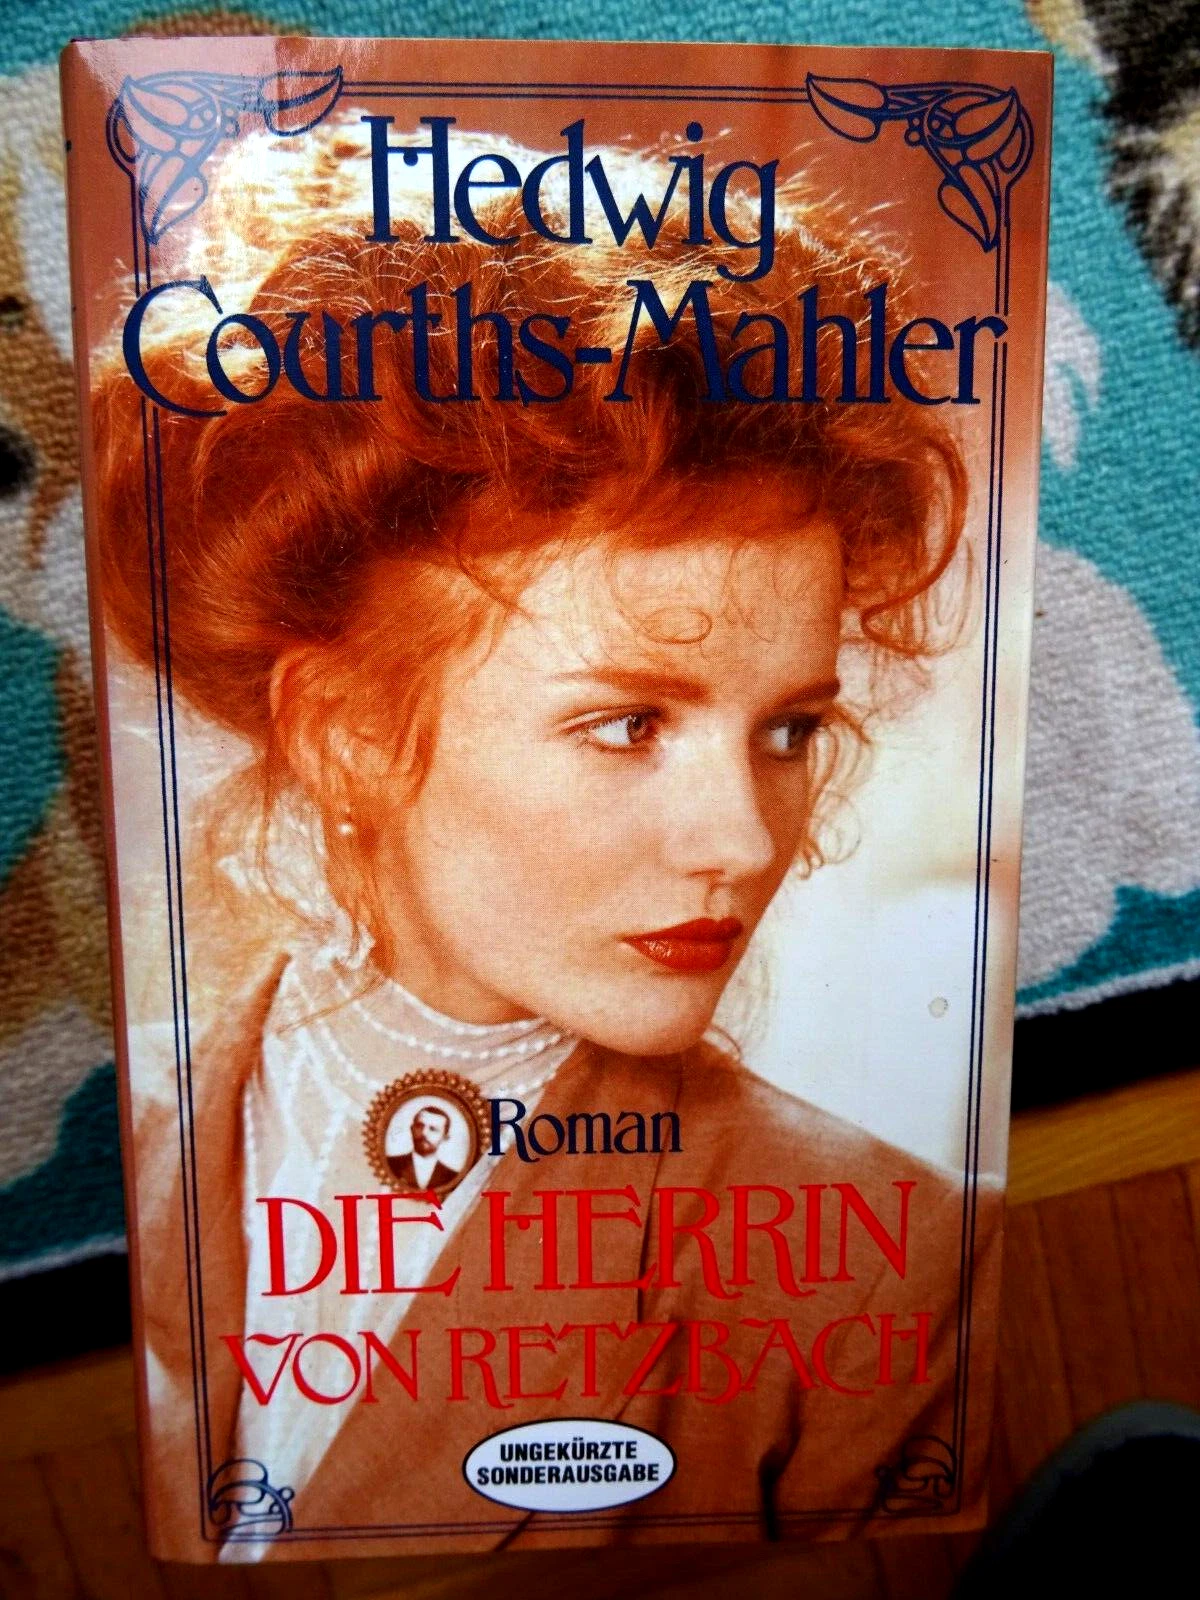 Hedwig
Courths-Mahler
Roman
DIE HERRIN
VON RETZBACH
UNGEKÜRZTE
SONDERAUSGABE